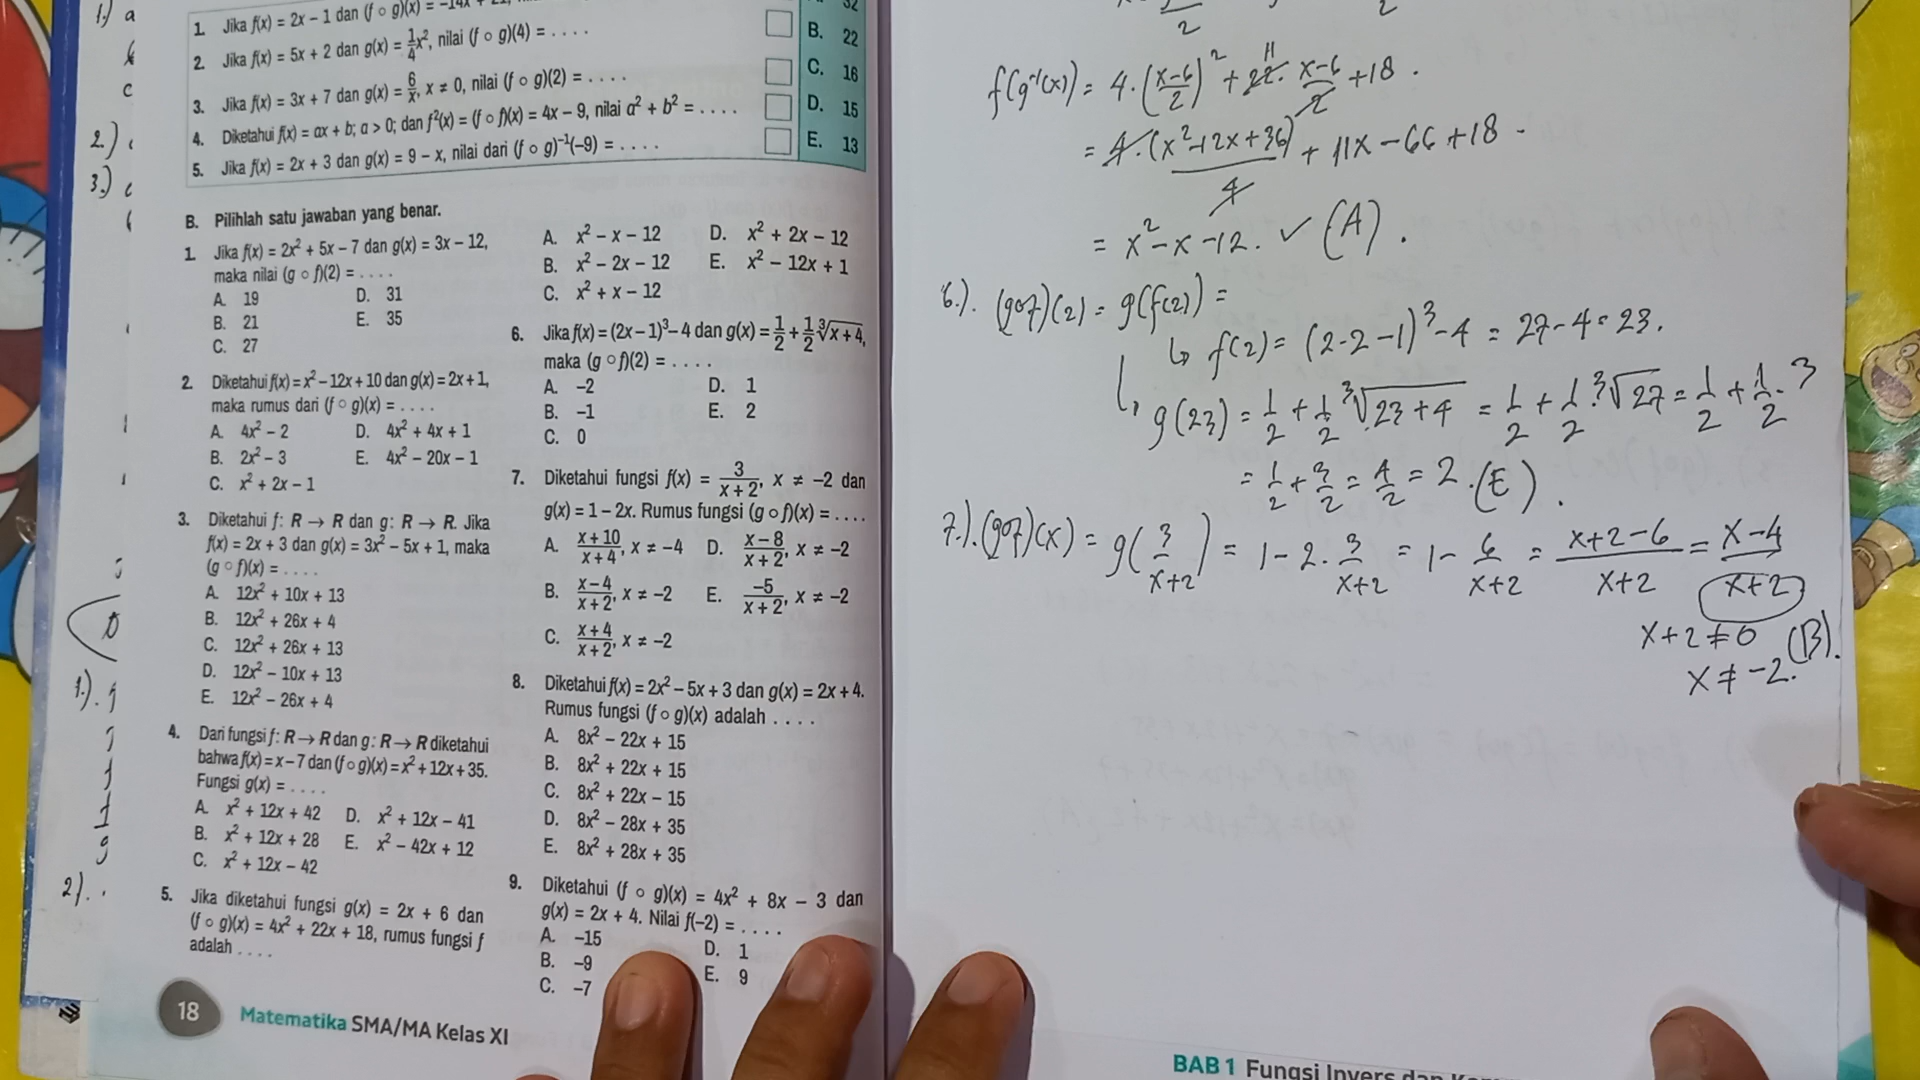 1. Jika f(x) = 2x – 1 dan (f ∘ g)(x) =
2. Jika f(x) = 5x + 2 dan g(x) = 1/4 x², nilai (f ∘ g)(4) = . . . .
3. Jika f(x) = 3x + 7 dan g(x) = 6/x, x ≠ 0, nilai (f ∘ g)(2) = . . . .
4. Diketahui f(x) = ax + b; a > 0; dan f²(x) = (f ∘ f)(x) = 4x – 9, nilai a² + b² = . . . .
5. Jika f(x) = 2x + 3 dan g(x) = 9 – x, nilai dari (f ∘ g)⁻¹(–9) = . . . .
32
B. 22
C. 16
D. 15
E. 13
B. Pilihlah satu jawaban yang benar.
1. Jika f(x) = 2x² + 5x – 7 dan g(x) = 3x – 12,
maka nilai (g ∘ f)(2) = . . . .
A. 19 D. 31
B. 21 E. 35
C. 27
2. Diketahui f(x) = x² – 12x + 10 dan g(x) = 2x + 1,
maka rumus dari (f ∘ g)(x) = . . . .
A. 4x² – 2 D. 4x² + 4x + 1
B. 2x² – 3 E. 4x² – 20x – 1
C. x² + 2x – 1
3. Diketahui f: R → R dan g: R → R. Jika
f(x) = 2x + 3 dan g(x) = 3x² – 5x + 1, maka
(g ∘ f)(x) = . . . .
A. 12x² + 10x + 13
B. 12x² + 26x + 4
C. 12x² + 26x + 13
D. 12x² – 10x + 13
E. 12x² – 26x + 4
4. Dari fungsi f: R → R dan g: R → R diketahui
bahwa f(x) = x – 7 dan (f ∘ g)(x) = x² + 12x + 35.
Fungsi g(x) = . . . .
A. x² + 12x + 42 D. x² + 12x – 41
B. x² + 12x + 28 E. x² – 42x + 12
C. x² + 12x – 42
5. Jika diketahui fungsi g(x) = 2x + 6 dan
(f ∘ g)(x) = 4x² + 22x + 18, rumus fungsi f
adalah . . . .
A. x² – x – 12 D. x² + 2x – 12
B. x² – 2x – 12 E. x² – 12x + 1
C. x² + x – 12
6. Jika f(x) = (2x – 1)³ – 4 dan g(x) = 1/2 + 1/2 ∛(x + 4),
maka (g ∘ f)(2) = . . . .
A. –2 D. 1
B. –1 E. 2
C. 0
7. Diketahui fungsi f(x) = 3/(x + 2), x ≠ –2 dan
g(x) = 1 – 2x. Rumus fungsi (g ∘ f)(x) = . . . .
A. (x + 10)/(x + 4), x ≠ –4 D. (x – 8)/(x + 2), x ≠ –2
B. (x – 4)/(x + 2), x ≠ –2 E. –5/(x + 2), x ≠ –2
C. (x + 4)/(x + 2), x ≠ –2
8. Diketahui f(x) = 2x² – 5x + 3 dan g(x) = 2x + 4.
Rumus fungsi (f ∘ g)(x) adalah . . . .
A. 8x² – 22x + 15
B. 8x² + 22x + 15
C. 8x² + 22x – 15
D. 8x² – 28x + 35
E. 8x² + 28x + 35
9. Diketahui (f ∘ g)(x) = 4x² + 8x – 3 dan
g(x) = 2x + 4. Nilai f(–2) = . . . .
A. –15 D. 1
B. –9 E. 9
C. –7
18 Matematika SMA/MA Kelas XI
f(g⁻¹(x)) = 4.((x–6)/2)² + 22. 11 (x–6)/2 + 18.
= 4.(x²–12x+36)/4 + 11x – 66 + 18.
= x² – x – 12. ✓ (A).
6.). (gof)(2) = g(f(2)) =
↳ f(2) = (2.2–1)³–4 = 27–4 = 23.
↳ g(23) = 1/2 + 1/2 ∛(23+4) = 1/2 + 1/2.∛27 = 1/2 + 1/2.3
= 1/2 + 3/2 = 4/2 = 2. (E).
7.). (gof)(x) = g(3/(x+2)) = 1 – 2. 3/(x+2) = 1 – 6/(x+2) = (x+2–6)/(x+2) = (x–4)/(x+2)
x+2 ≠ 0 (B).
x ≠ –2.
BAB 1 Fungsi Invers dan
1.) a
c
2.)
3.)
1.).
2).